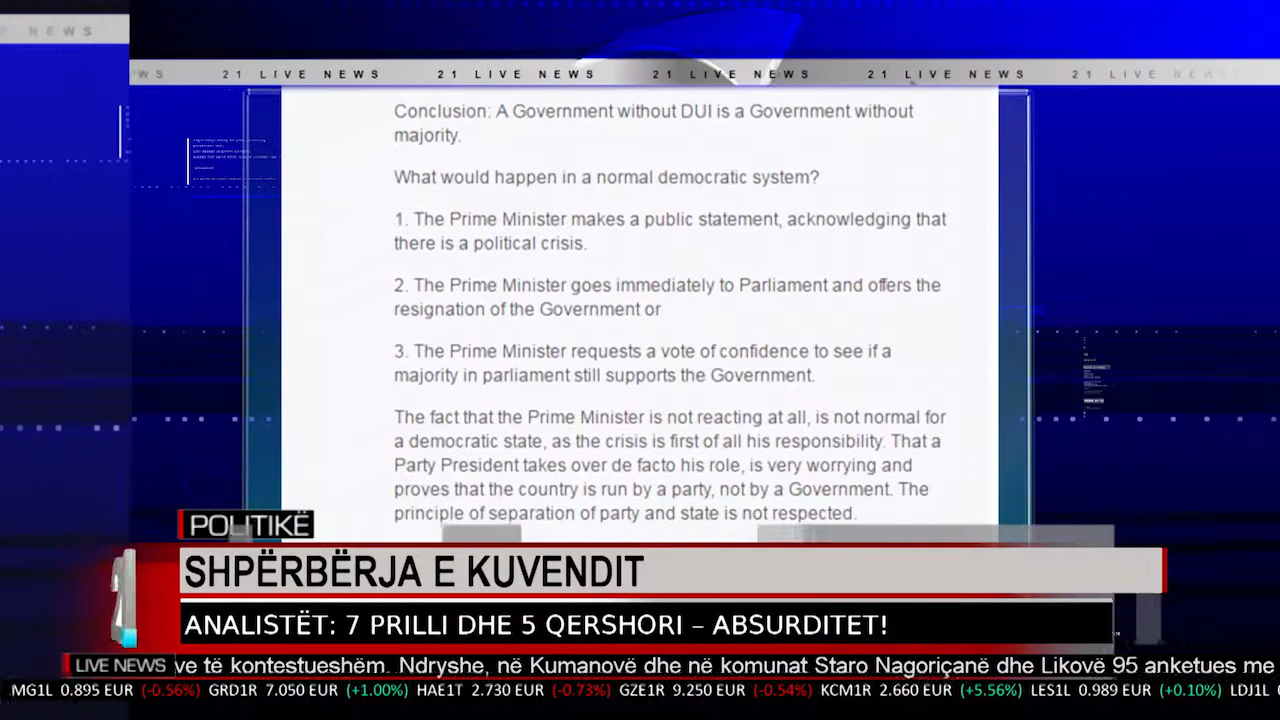 NEWS
21 LIVE NEWS 21 LIVE NEWS 21 LIVE NEWS 21 LIVE NEWS 21 LIVE
Conclusion: A Government without DUI is a Government without
majority.
What would happen in a normal democratic system?
1. The Prime Minister makes a public statement, acknowledging that
there is a political crisis.
2. The Prime Minister goes immediately to Parliament and offers the
resignation of the Government or
3. The Prime Minister requests a vote of confidence to see if a
majority in parliament still supports the Government.
The fact that the Prime Minister is not reacting at all, is not normal for
a democratic state, as the crisis is first of all his responsibility. That a
Party President takes over de facto his role, is very worrying and
proves that the country is run by a party, not by a Government. The
principle of separation of party and state is not respected.
POLITIKË
SHPËRBËRJA E KUVENDIT
ANALISTËT: 7 PRILLI DHE 5 QERSHORI – ABSURDITET!
LIVE NEWS ve të kontestueshëm. Ndryshe, në Kumanovë dhe në komunat Staro Nagoriçanë dhe Likovë 95 anketues me
MG1L 0.895 EUR (-0.56%) GRD1R 7.050 EUR (+1.00%) HAE1T 2.730 EUR (-0.73%) GZE1R 9.250 EUR (-0.54%) KCM1R 2.660 EUR (+5.56%) LES1L 0.989 EUR (+0.10%) LDJ1L